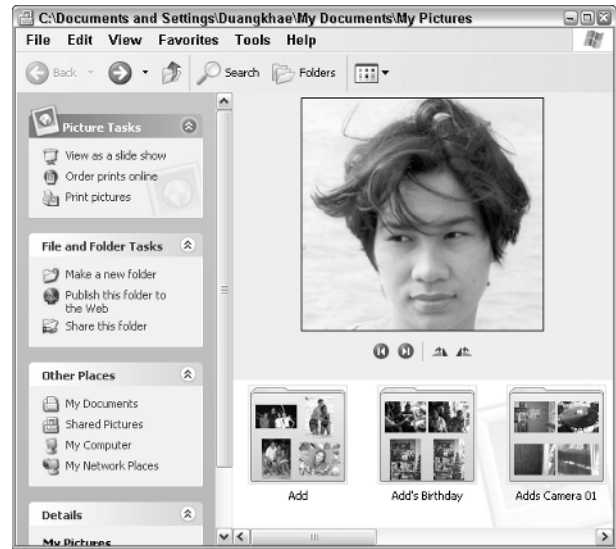 C:\Documents and Settings\Duangkhae\My Documents\My Pictures
File Edit View Favorites Tools Help
Back Search Folders
Picture Tasks
View as a slide show
Order prints online
Print pictures
File and Folder Tasks
Make a new folder
Publish this folder to
the Web
Share this folder
Other Places
My Documents
Shared Pictures
My Computer
My Network Places
Details
My Pictures
Add Add's Birthday Adds Camera 01